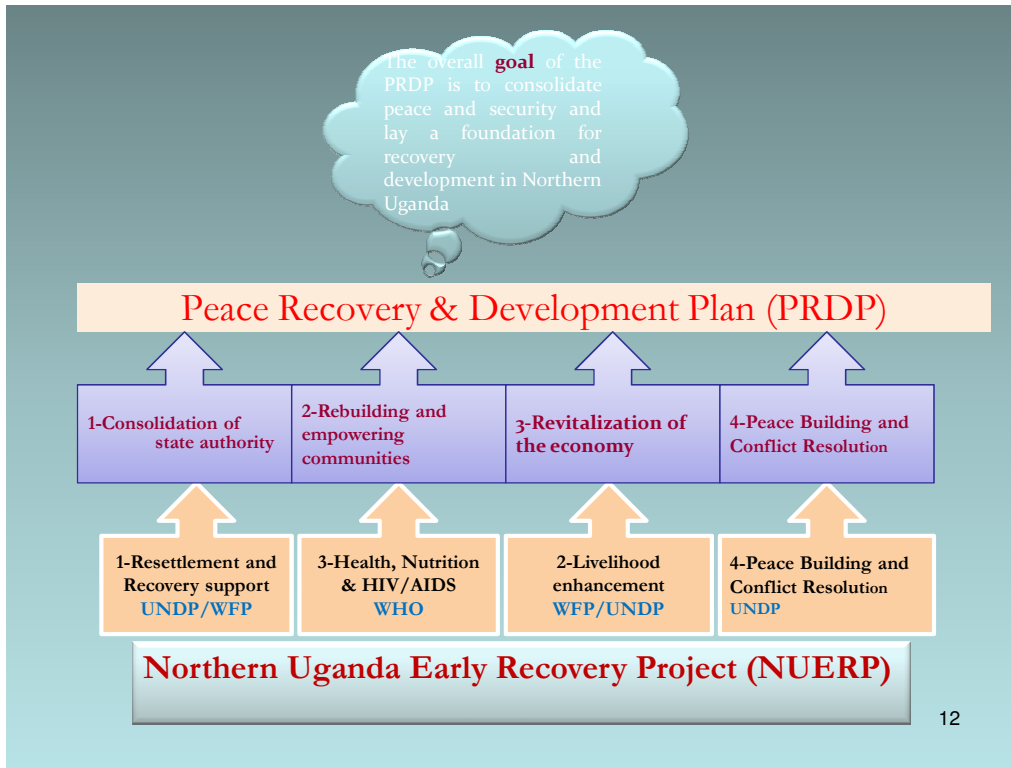 The overall goal of the
PRDP is to consolidate
peace and security and
lay a foundation for
recovery and
development in Northern
Uganda
Peace Recovery & Development Plan (PRDP)
1-Consolidation of
state authority
2-Rebuilding and
empowering
communities
3-Revitalization of
the economy
4-Peace Building and
Conflict Resolution
1-Resettlement and
Recovery support
UNDP/WFP
3-Health, Nutrition
& HIV/AIDS
WHO
2-Livelihood
enhancement
WFP/UNDP
4-Peace Building and
Conflict Resolution
UNDP
Northern Uganda Early Recovery Project (NUERP)
12